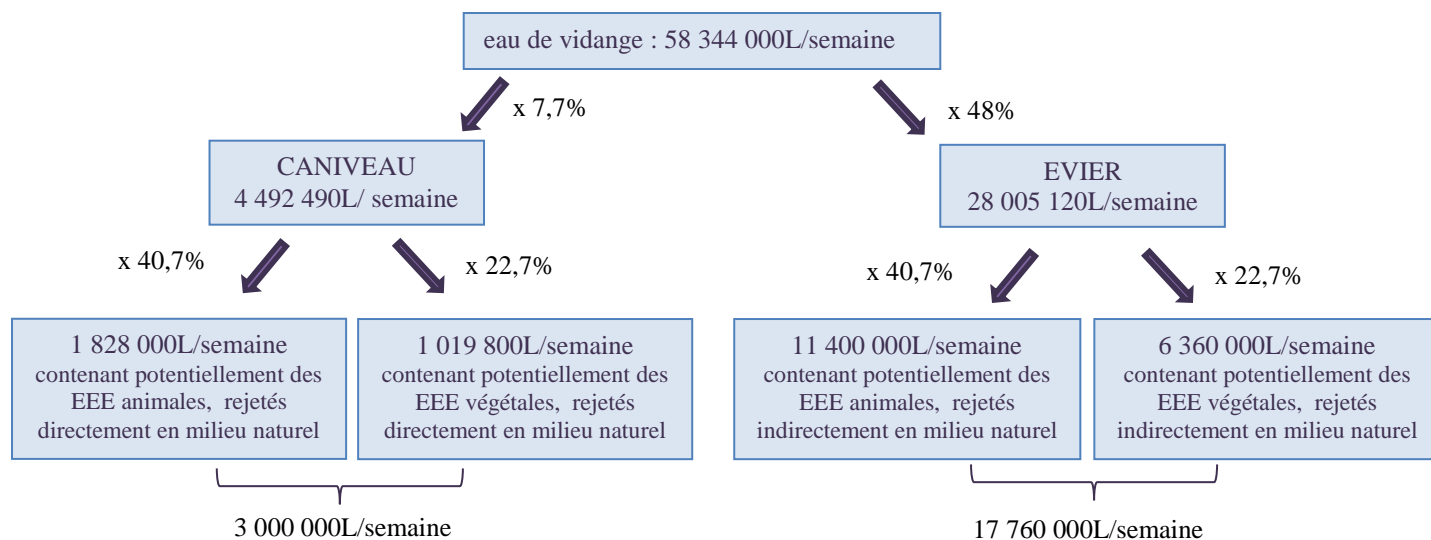 eau de vidange : 58 344 000L/semaine
x 7,7%
x 48%
CANIVEAU
4 492 490L/ semaine
EVIER
28 005 120L/semaine
x 40,7%
x 22,7%
x 40,7%
x 22,7%
1 828 000L/semaine
contenant potentiellement des
EEE animales, rejetés
directement en milieu naturel
1 019 800L/semaine
contenant potentiellement des
EEE végétales, rejetés
directement en milieu naturel
11 400 000L/semaine
contenant potentiellement des
EEE animales, rejetés
indirectement en milieu naturel
6 360 000L/semaine
contenant potentiellement des
EEE végétales, rejetés
indirectement en milieu naturel
3 000 000L/semaine
17 760 000L/semaine